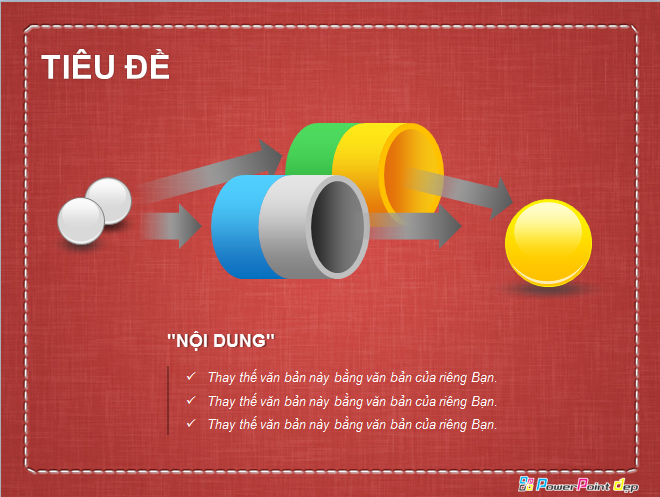 TIÊU ĐỀ
"NỘI DUNG"
✓ Thay thế văn bản này bằng văn bản của riêng Bạn.
✓ Thay thế văn bản này bằng văn bản của riêng Bạn.
✓ Thay thế văn bản này bằng văn bản của riêng Bạn.
PowerPoint đẹp